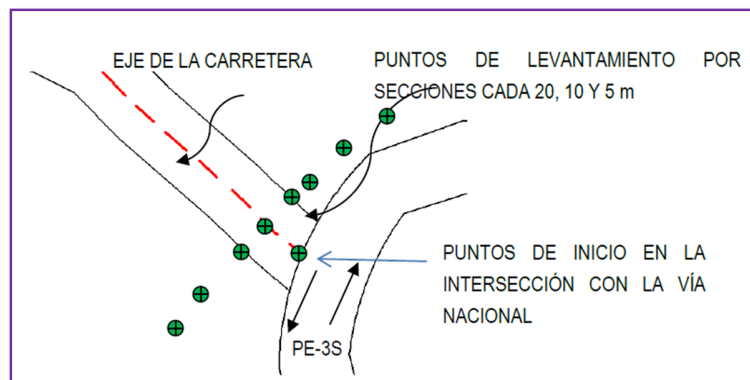 EJE DE LA CARRETERA
PUNTOS DE LEVANTAMIENTO POR
SECCIONES CADA 20, 10 Y 5 m
PUNTOS DE INICIO EN LA
INTERSECCIÓN CON LA VÍA
NACIONAL
PE-3S